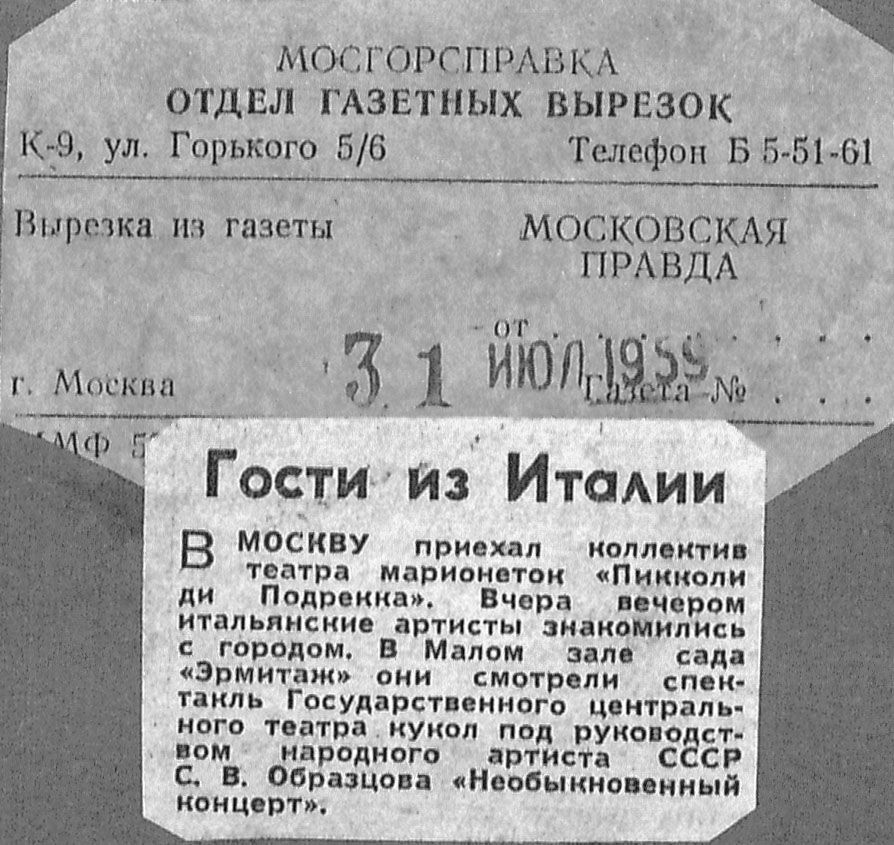 МОСГОРСПРАВКА
ОТДЕЛ ГАЗЕТНЫХ ВЫРЕЗОК
К-9, ул. Горького 5/6 Телефон Б 5-51-61
Вырезка из газеты МОСКОВСКАЯ
ПРАВДА
от . . . . . . . .
31 ИЮЛ 1959
г. Москва Газета № . . .
МФ 5
Гости из Италии
В МОСКВУ приехал коллектив
театра марионеток «Пикколи
ди Подрекка». Вчера вечером
итальянские артисты знакомились
с городом. В Малом зале сада
«Эрмитаж» они смотрели спек-
такль Государственного централь-
ного театра кукол под руководст-
вом народного артиста СССР
С. В. Образцова «Необыкновенный
концерт».